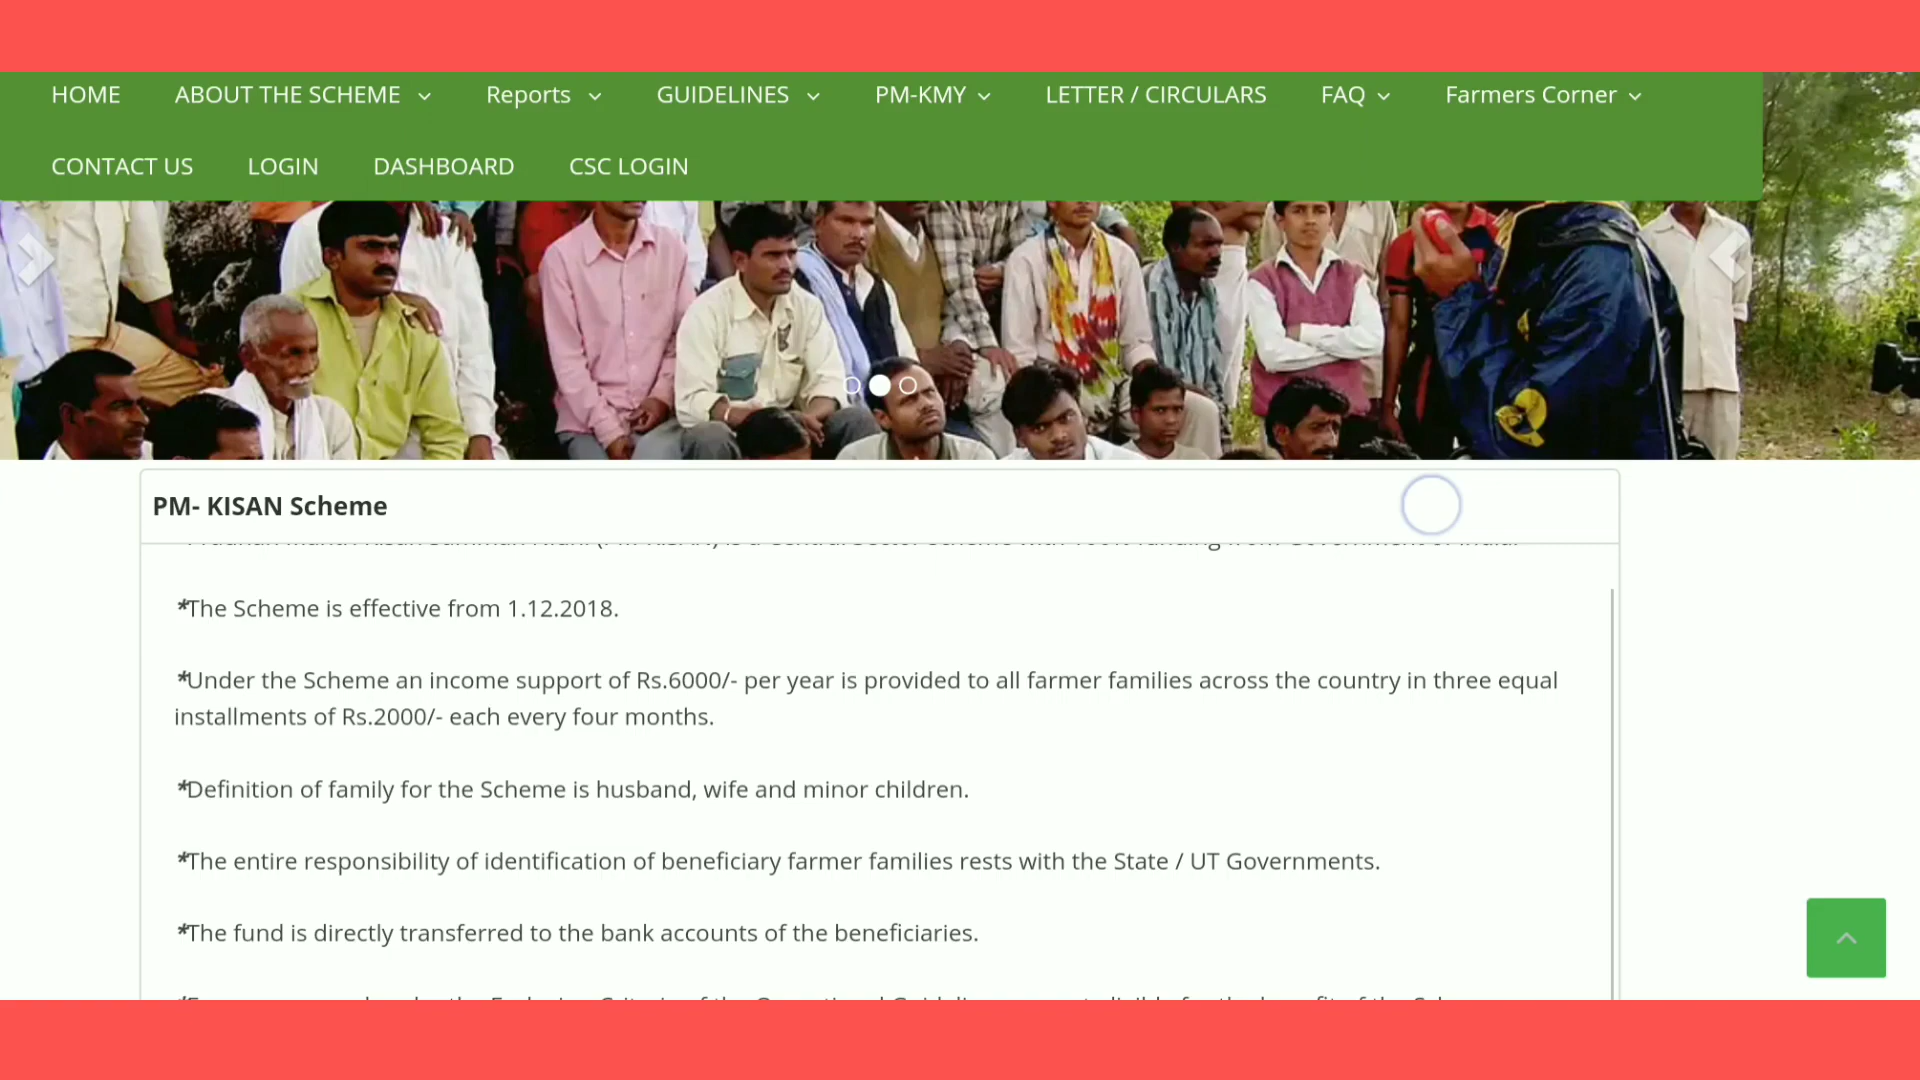 HOME ABOUT THE SCHEME Reports GUIDELINES PM-KMY LETTER / CIRCULARS FAQ Farmers Corner
CONTACT US LOGIN DASHBOARD CSC LOGIN
PM- KISAN Scheme
*The Scheme is effective from 1.12.2018.
*Under the Scheme an income support of Rs.6000/- per year is provided to all farmer families across the country in three equal
installments of Rs.2000/- each every four months.
*Definition of family for the Scheme is husband, wife and minor children.
*The entire responsibility of identification of beneficiary farmer families rests with the State / UT Governments.
*The fund is directly transferred to the bank accounts of the beneficiaries.